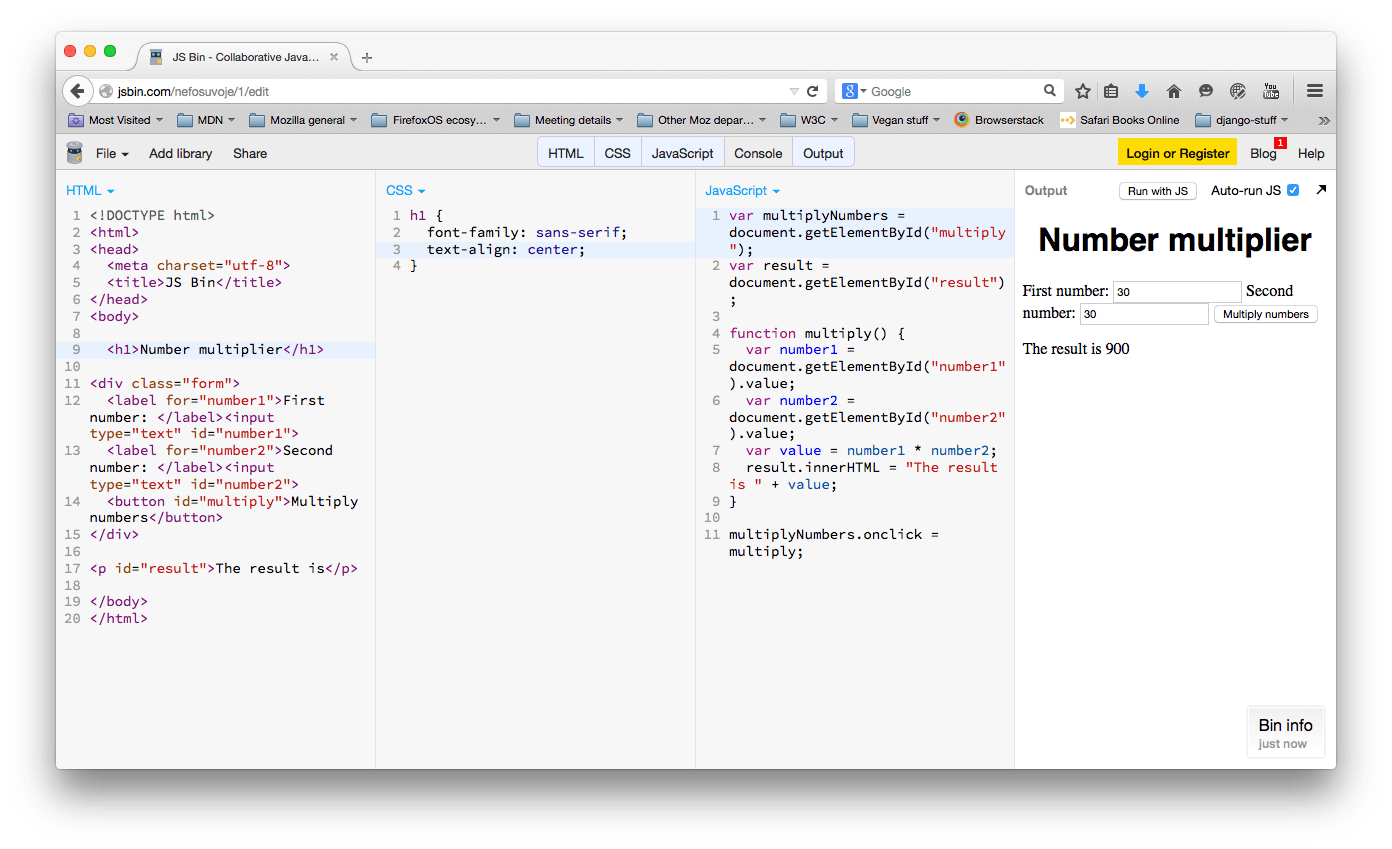 JS Bin - Collaborative Java…
jsbin.com/nefosuvoje/1/edit
8 Google
You Tube
Most Visited MDN Mozilla general FirefoxOS ecosy… Meeting details Other Moz depar… W3C Vegan stuff Browserstack Safari Books Online django-stuff
File Add library Share HTML CSS JavaScript Console Output Login or Register Blog 1 Help
HTML
1 <!DOCTYPE html>
2 <html>
3 <head>
4 <meta charset="utf-8">
5 <title>JS Bin</title>
6 </head>
7 <body>
8
9 <h1>Number multiplier</h1>
10
11 <div class="form">
12 <label for="number1">First
number: </label><input
type="text" id="number1">
13 <label for="number2">Second
number: </label><input
type="text" id="number2">
14 <button id="multiply">Multiply
numbers</button>
15 </div>
16
17 <p id="result">The result is</p>
18
19 </body>
20 </html>
CSS
1 h1 {
2 font-family: sans-serif;
3 text-align: center;
4 }
JavaScript
1 var multiplyNumbers =
document.getElementById("multiply
");
2 var result =
document.getElementById("result")
;
3
4 function multiply() {
5 var number1 =
document.getElementById("number1"
).value;
6 var number2 =
document.getElementById("number2"
).value;
7 var value = number1 * number2;
8 result.innerHTML = "The result
is " + value;
9 }
10
11 multiplyNumbers.onclick =
multiply;
Output Run with JS Auto-run JS
Number multiplier
First number: 30 Second
number: 30 Multiply numbers
The result is 900
Bin info
just now